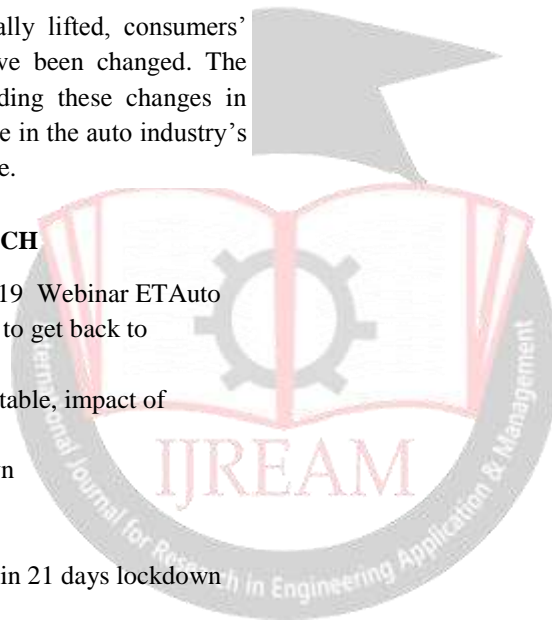 ally lifted, consumers’
ve been changed. The
ding these changes in
e in the auto industry’s
e.
CH
19 Webinar ETAuto
to get back to
table, impact of
n
in 21 days lockdown
IJREAM
International Journal for Research in Engineering Application & Management